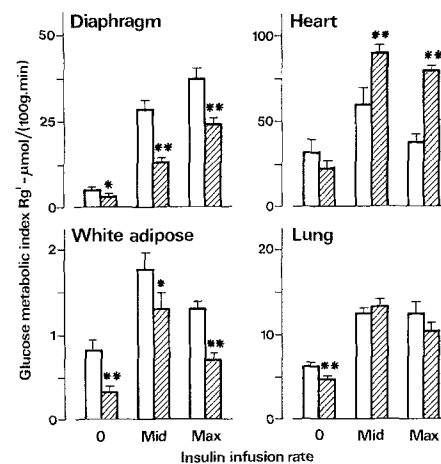 Diaphragm
Heart
50
25
0
*
**
**
100
50
0
**
**
White adipose
Lung
2
1
0
**
*
**
20
10
0
**
0 Mid Max
0 Mid Max
Insulin infusion rate
Glucose metabolic index Rg'-μmol/(100g.min)